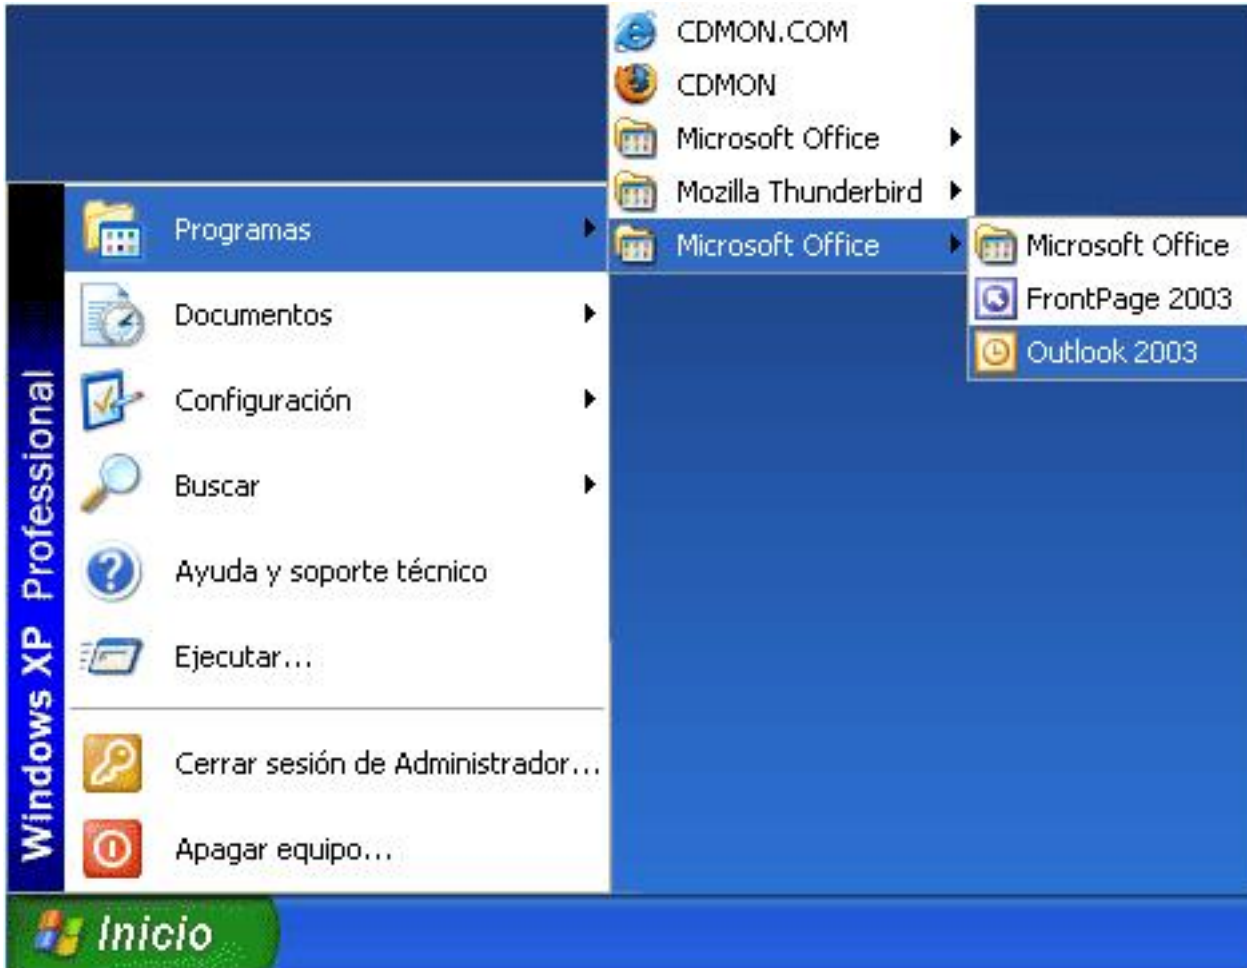 CDMON.COM
CDMON
Microsoft Office
Mozilla Thunderbird
Microsoft Office
Microsoft Office
FrontPage 2003
Outlook 2003
Programas
Documentos
Configuración
Buscar
Ayuda y soporte técnico
Ejecutar...
Cerrar sesión de Administrador...
Apagar equipo...
Windows XP Professional
Inicio